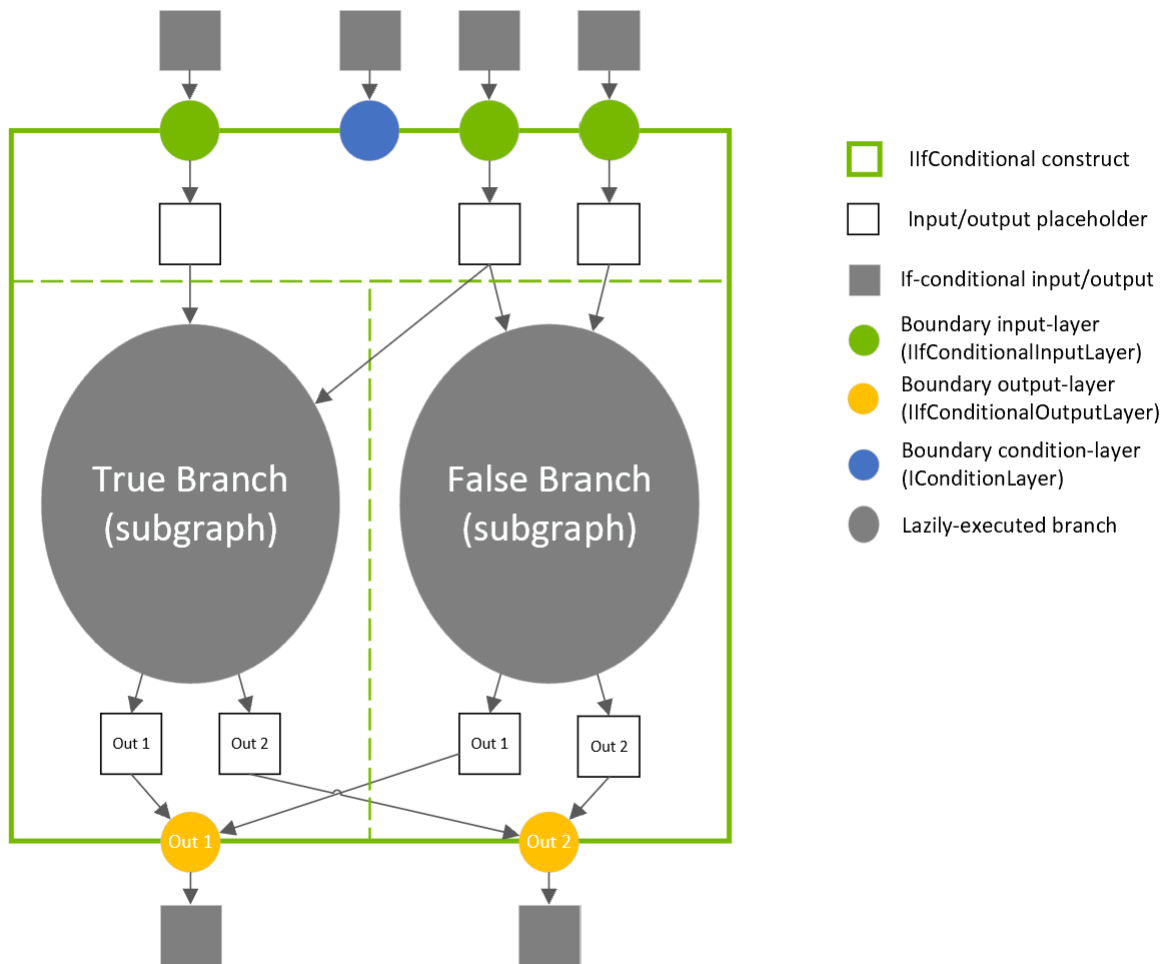 IIfConditional construct
Input/output placeholder
If-conditional input/output
Boundary input-layer
(IIfConditionalInputLayer)
Boundary output-layer
(IIfConditionalOutputLayer)
Boundary condition-layer
(IConditionLayer)
Lazily-executed branch
True Branch
(subgraph)
False Branch
(subgraph)
Out 1
Out 2
Out 1
Out 2
Out 1
Out 2